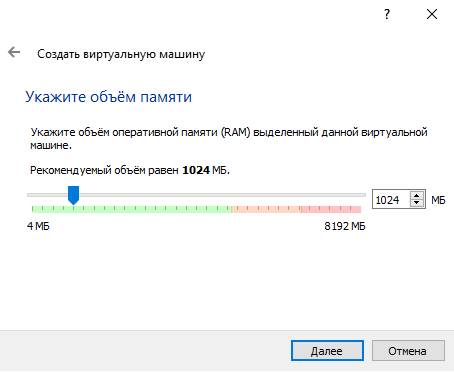 ?
Создать виртуальную машину
Укажите объём памяти
Укажите объём оперативной памяти (RAM) выделенный данной виртуальной
машине.
Рекомендуемый объём равен 1024 МБ.
1024 МБ
4 МБ 8192 МБ
Далее Отмена